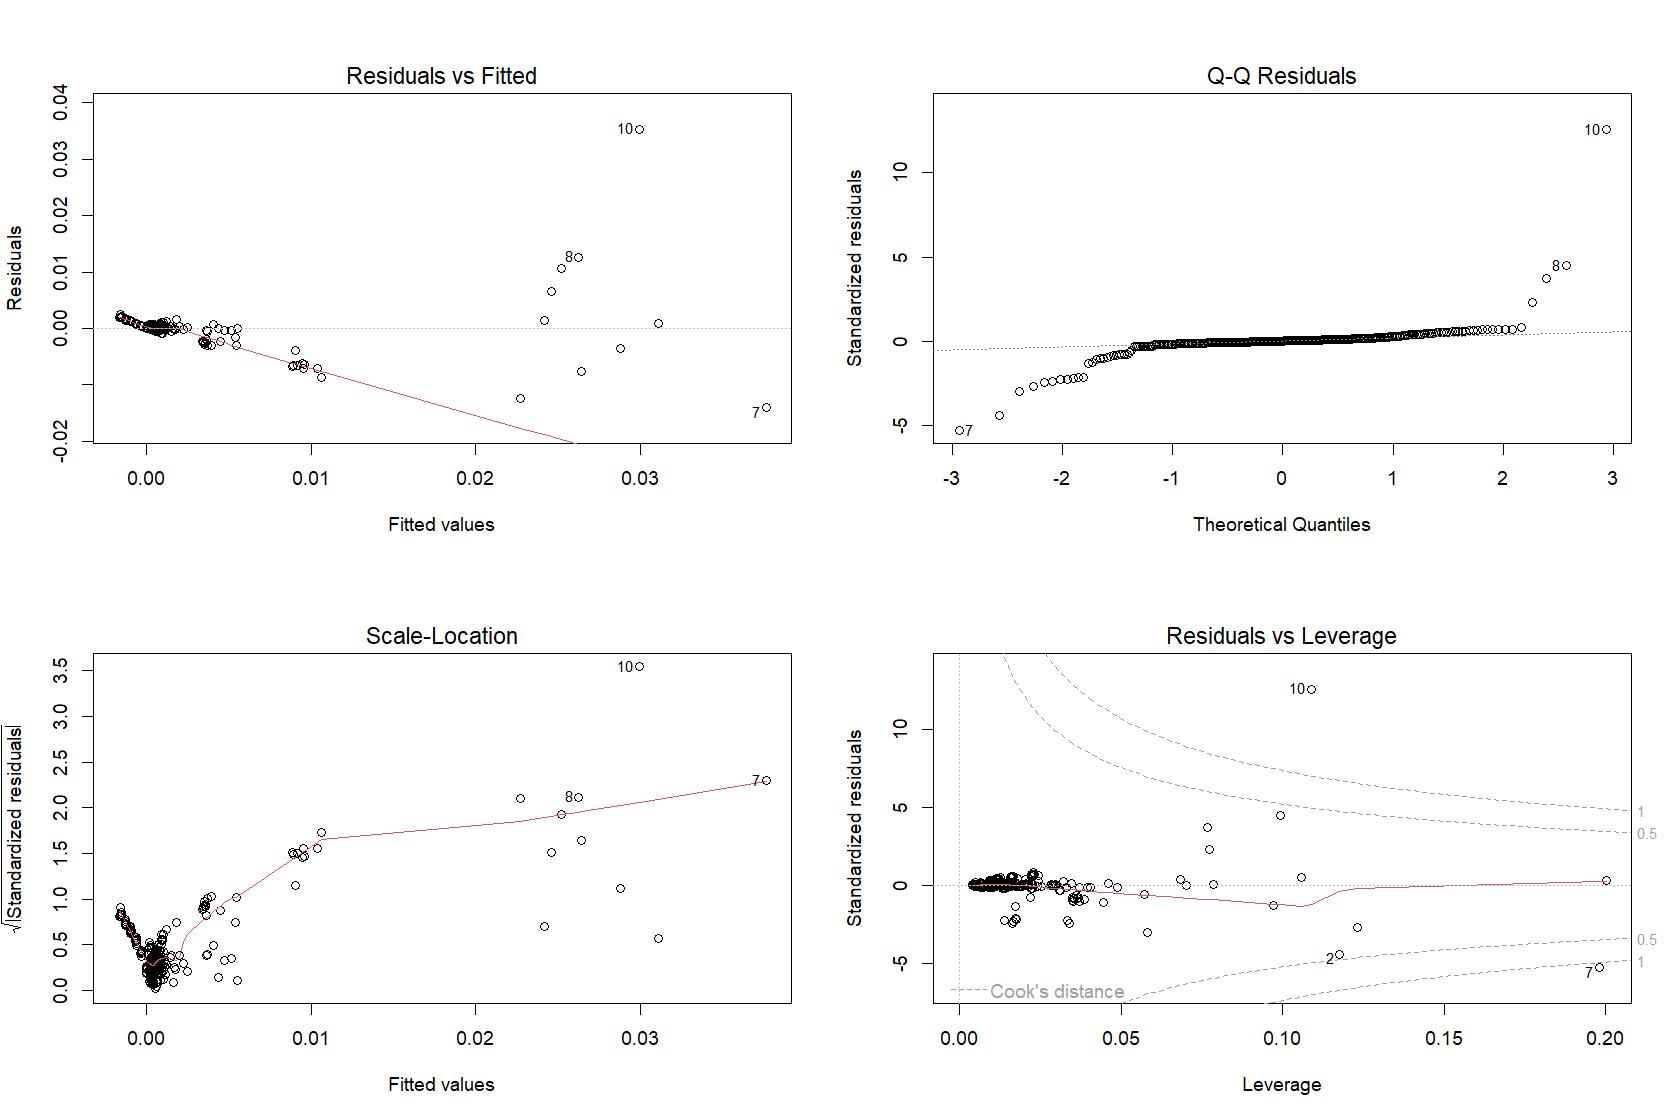 Residuals vs Fitted
Residuals
0.04
0.03
0.02
0.01
0.00
-0.02
10
8
7
0.00 0.01 0.02 0.03
Fitted values
Q-Q Residuals
Standardized residuals
10
5
0
-5
10
8
7
-3 -2 -1 0 1 2 3
Theoretical Quantiles
Scale-Location
√|Standardized residuals|
3.5
3.0
2.5
2.0
1.5
1.0
0.5
0.0
10
7
8
0.00 0.01 0.02 0.03
Fitted values
Residuals vs Leverage
Standardized residuals
10
5
0
-5
10
2
7
1
0.5
0.5
1
Cook's distance
0.00 0.05 0.10 0.15 0.20
Leverage